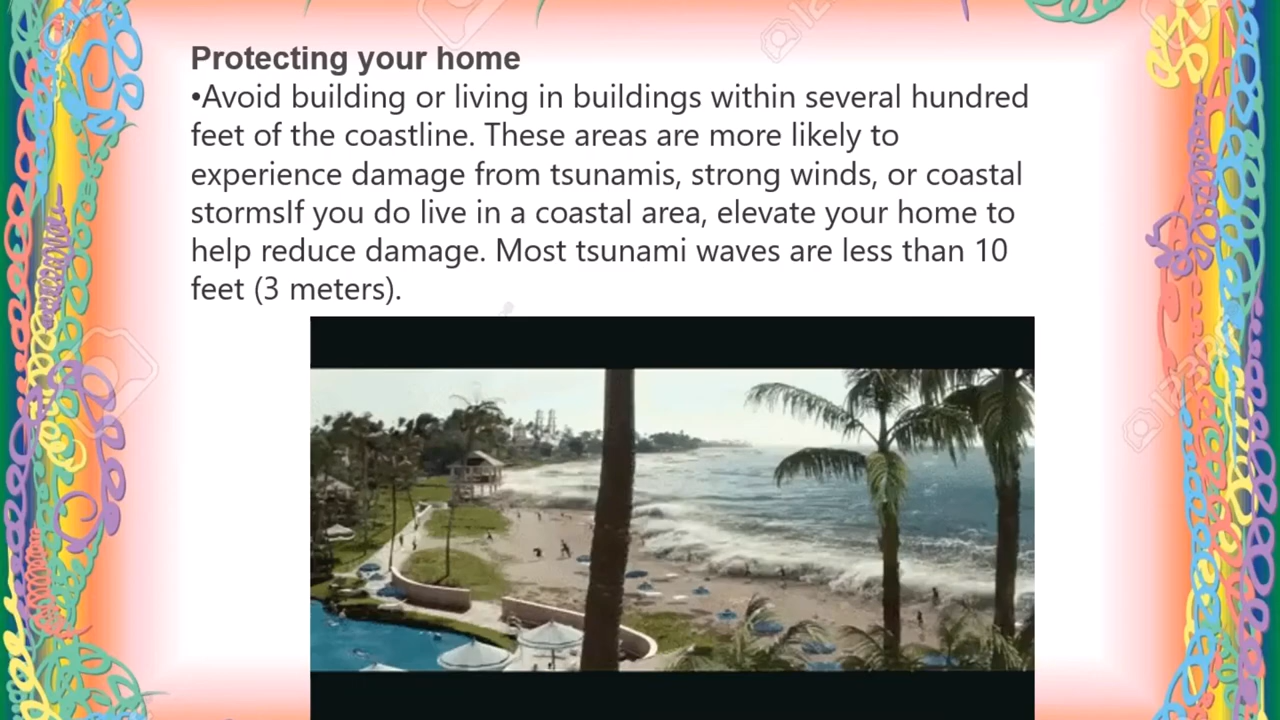 Protecting your home
•Avoid building or living in buildings within several hundred
feet of the coastline. These areas are more likely to
experience damage from tsunamis, strong winds, or coastal
stormsIf you do live in a coastal area, elevate your home to
help reduce damage. Most tsunami waves are less than 10
feet (3 meters).